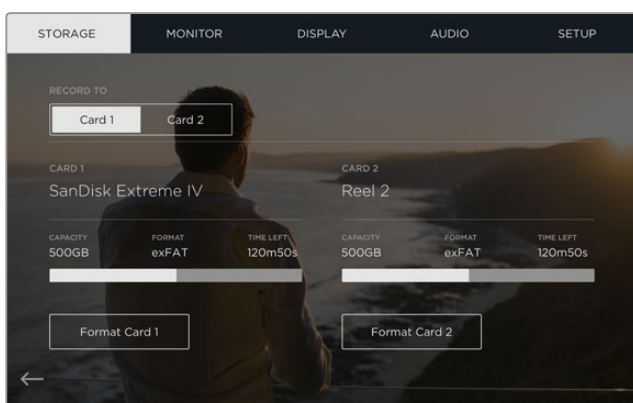 STORAGE MONITOR DISPLAY AUDIO SETUP
RECORD TO
Card 1 Card 2
CARD 1 CARD 2
SanDisk Extreme IV Reel 2
CAPACITY FORMAT TIME LEFT CAPACITY FORMAT TIME LEFT
500GB exFAT 120m50s 500GB exFAT 120m50s
Format Card 1 Format Card 2